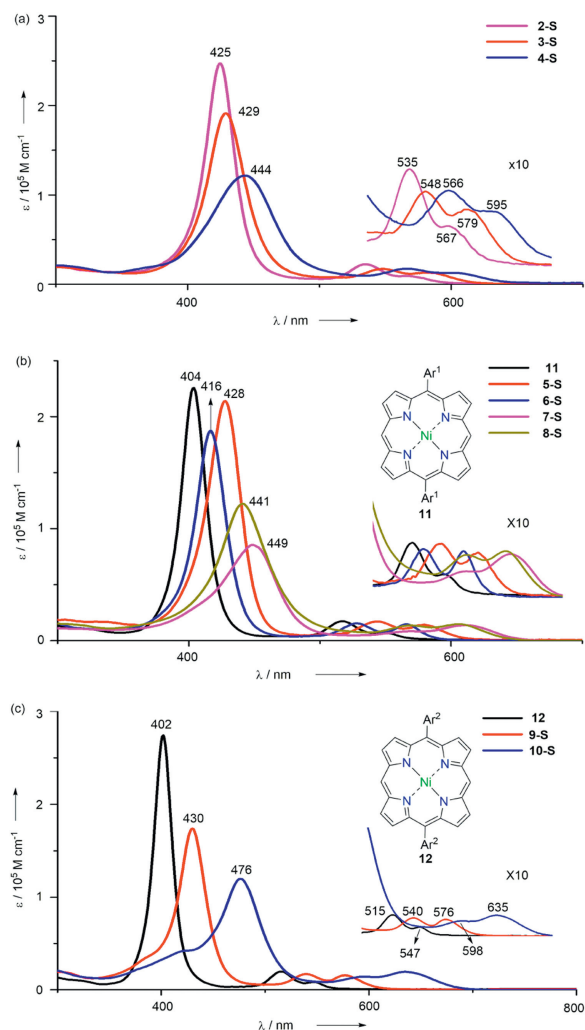 (a)
3
2-S
3-S
4-S
425
429
444
2
1
0
ε / 10⁵ M cm⁻¹
x10
535
548
566
579
595
567
400
600
λ / nm
(b)
11
5-S
6-S
7-S
8-S
404
416
428
441
449
2
1
0
ε / 10⁵ M cm⁻¹
Ar¹
N
N
Ni
N
N
Ar¹
11
X10
400
600
λ / nm
(c)
3
12
9-S
10-S
402
430
476
2
1
0
ε / 10⁵ M cm⁻¹
Ar²
N
N
Ni
N
N
Ar²
12
X10
515
540
576
635
547
598
400
600
800
λ / nm